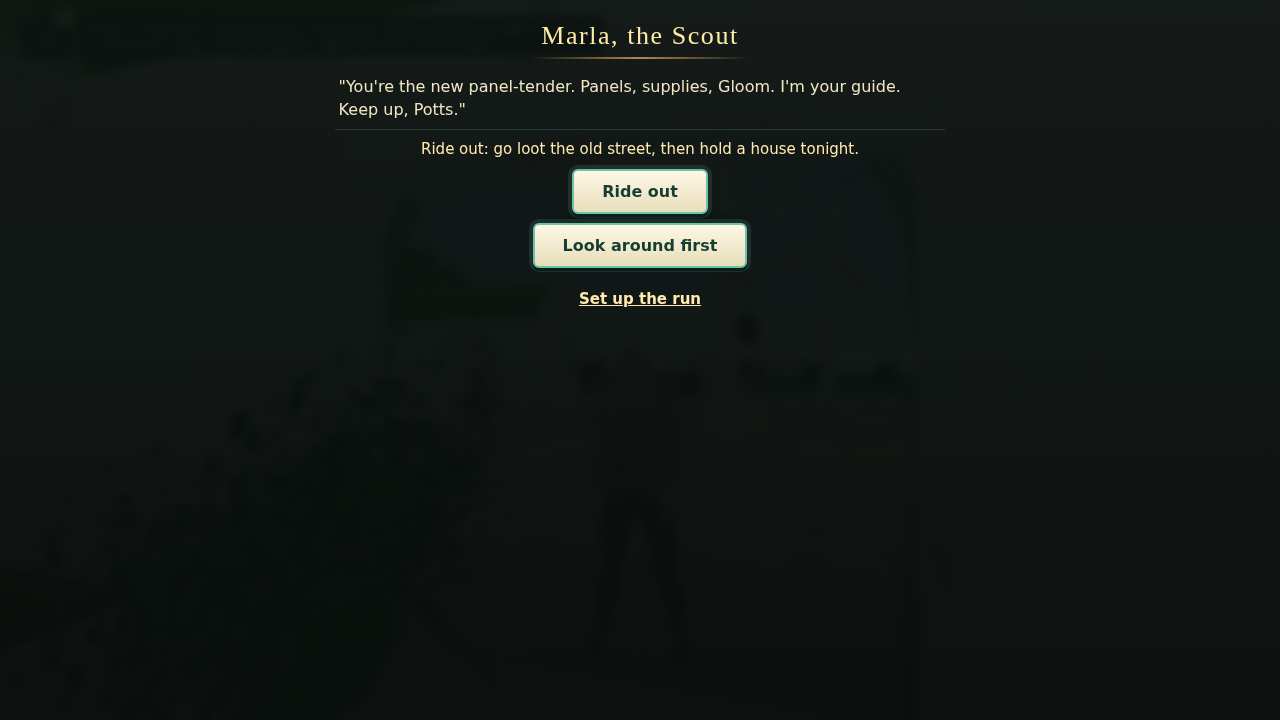 Marla, the Scout
"You're the new panel-tender. Panels, supplies, Gloom. I'm your guide.
Keep up, Potts."
Ride out: go loot the old street, then hold a house tonight.
Ride out
Look around first
Set up the run